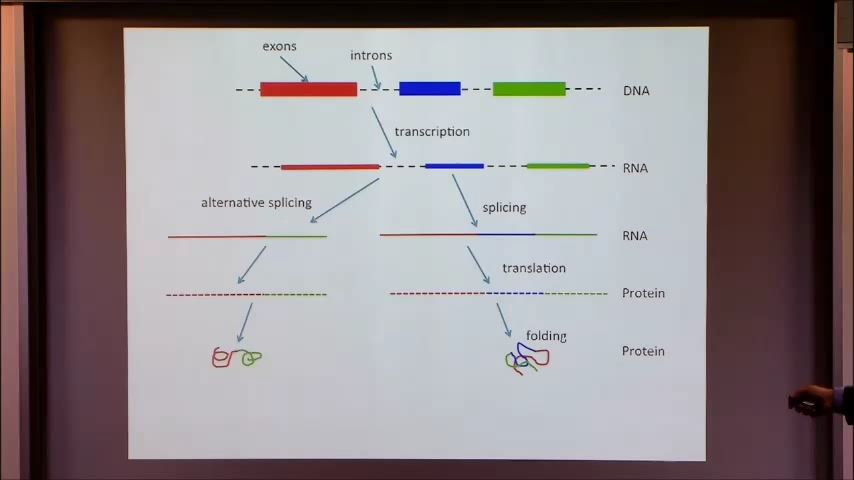 exons
introns
DNA
transcription
RNA
alternative splicing
splicing
RNA
translation
Protein
folding
Protein